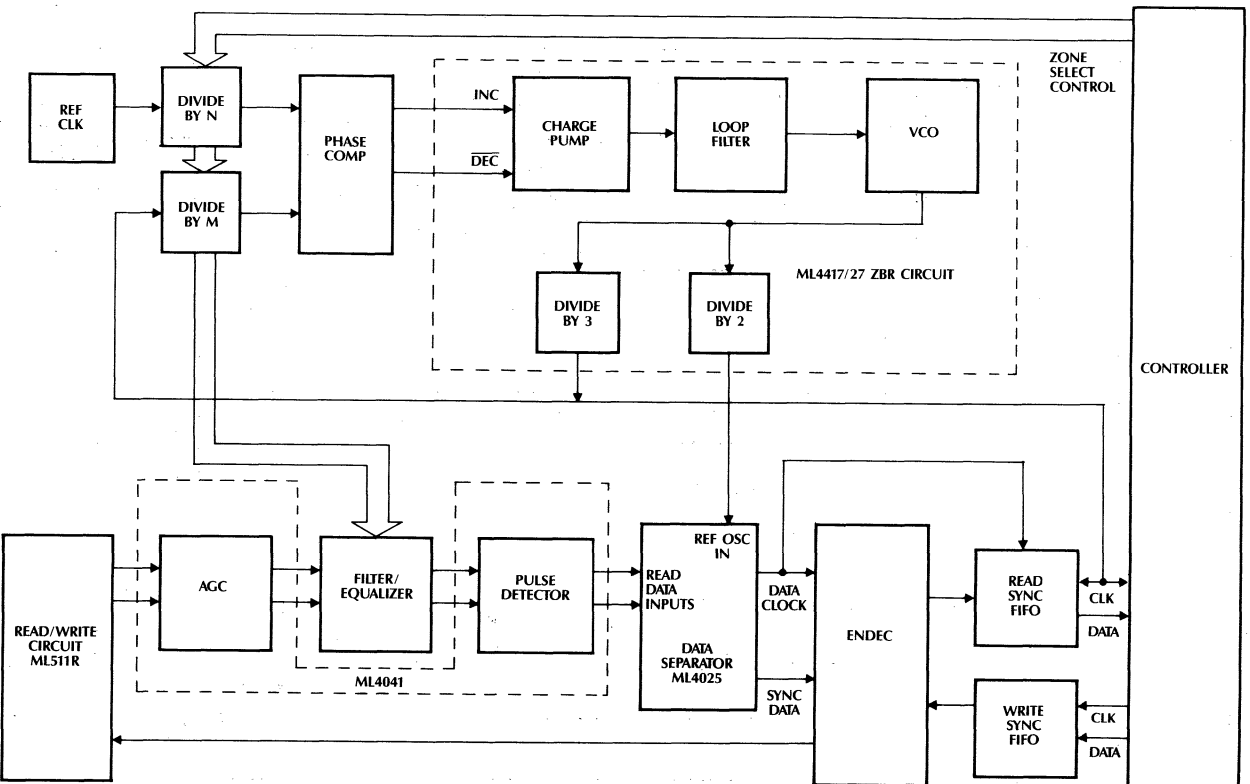 ZONE
SELECT
CONTROL
REF
CLK
DIVIDE
BY N
PHASE
COMP
INC
DEC
CHARGE
PUMP
LOOP
FILTER
VCO
DIVIDE
BY M
DIVIDE
BY 3
DIVIDE
BY 2
ML4417/27 ZBR CIRCUIT
CONTROLLER
READ/WRITE
CIRCUIT
ML511R
AGC
FILTER/
EQUALIZER
PULSE
DETECTOR
ML4041
REF OSC
IN
READ
DATA
INPUTS
DATA
SEPARATOR
ML4025
DATA
CLOCK
SYNC
DATA
ENDEC
READ
SYNC
FIFO
CLK
DATA
WRITE
SYNC
FIFO
CLK
DATA